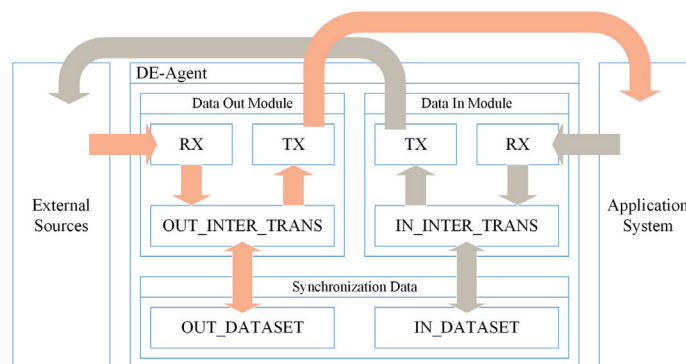 DE-Agent
Data Out Module
Data In Module
RX
TX
TX
RX
External
Sources
OUT_INTER_TRANS
IN_INTER_TRANS
Application
System
Synchronization Data
OUT_DATASET
IN_DATASET